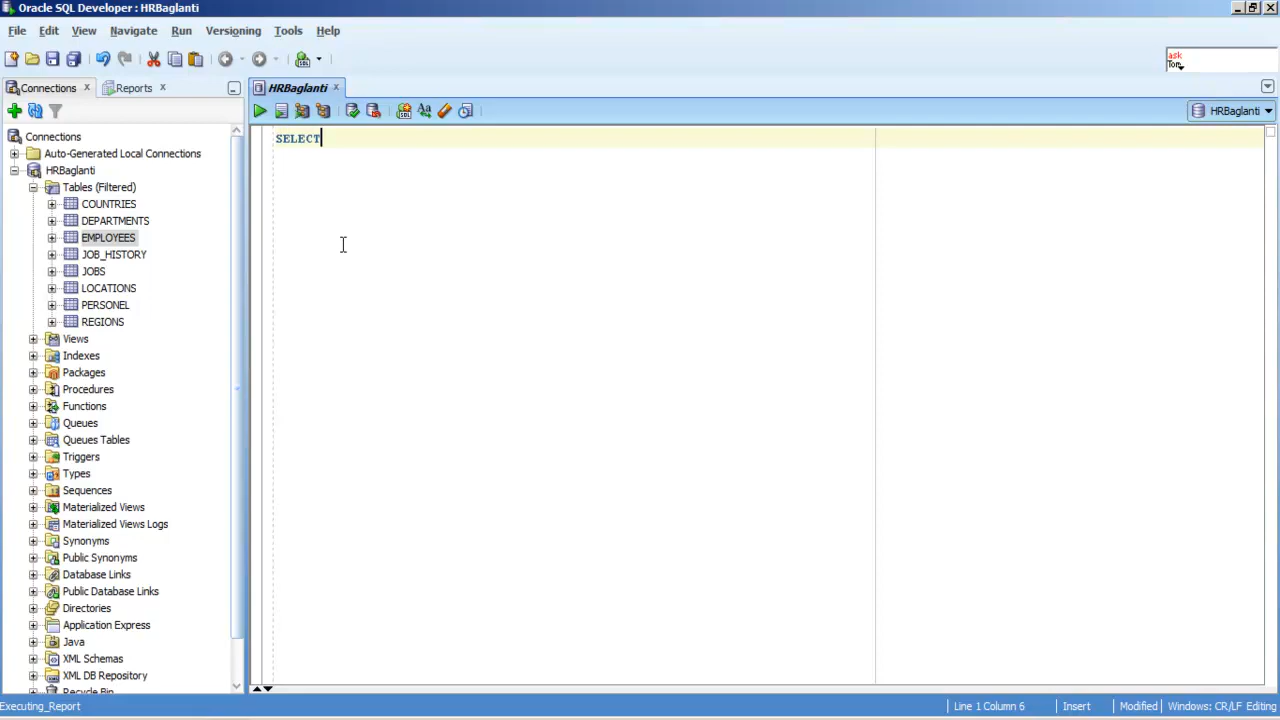 Oracle SQL Developer: HRBaglanti
File Edit View Navigate Run Versioning Tools Help
ask
Tom
Connections
Reports
HRBaglanti
HRBaglanti
SELECT
Connections
Auto-Generated Local Connections
HRBaglanti
Tables (Filtered)
COUNTRIES
DEPARTMENTS
EMPLOYEES
JOB_HISTORY
JOBS
LOCATIONS
PERSONEL
REGIONS
Views
Indexes
Packages
Procedures
Functions
Queues
Queues Tables
Triggers
Types
Sequences
Materialized Views
Materialized Views Logs
Synonyms
Public Synonyms
Database Links
Public Database Links
Directories
Application Express
Java
XML Schemas
XML DB Repository
Recycle Bin
Executing_Report
Line 1 Column 6
Insert
Modified
Windows: CR/LF Editing